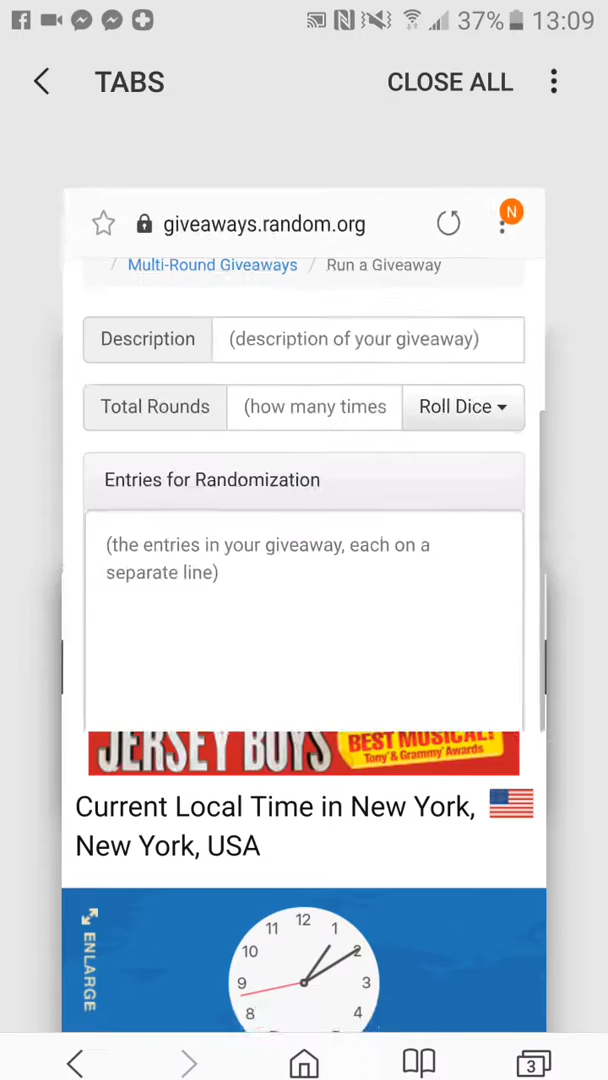 37% 13:09
TABS CLOSE ALL
giveaways.random.org N
/ Multi-Round Giveaways / Run a Giveaway
Description (description of your giveaway)
Total Rounds (how many times Roll Dice
Entries for Randomization
(the entries in your giveaway, each on a
separate line)
JERSEY BOYS BEST MUSICAL!
Tony & Grammy Awards
Current Local Time in New York,
New York, USA
ENLARGE
12
11 1
10 2
9 3
8 4
3